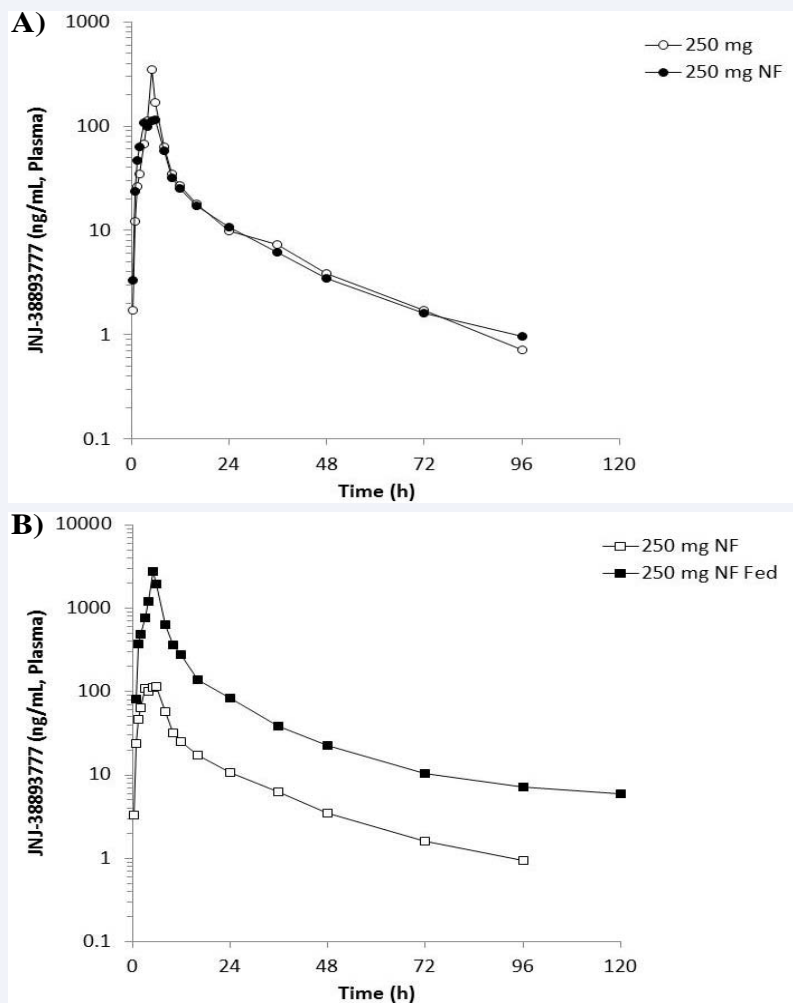 A)
1000
100
10
1
0.1
JNJ-38893777 (ng/mL, Plasma)
0
24
48
72
96
120
Time (h)
250 mg
250 mg NF
B)
10000
1000
100
10
1
0.1
JNJ-38893777 (ng/mL, Plasma)
0
24
48
72
96
120
Time (h)
250 mg NF
250 mg NF Fed